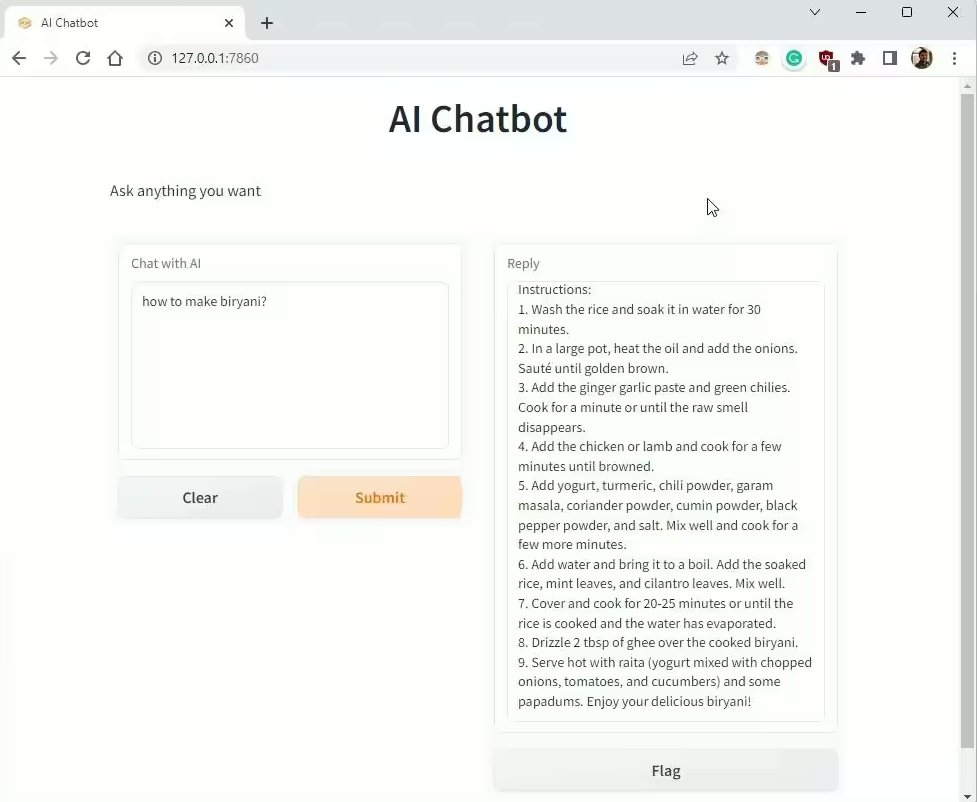 AI Chatbot
127.0.0.1:7860
1
AI Chatbot
Ask anything you want
Chat with AI
how to make biryani?
Clear
Submit
Reply
Instructions:
1. Wash the rice and soak it in water for 30
minutes.
2. In a large pot, heat the oil and add the onions.
Sauté until golden brown.
3. Add the ginger garlic paste and green chilies.
Cook for a minute or until the raw smell
disappears.
4. Add the chicken or lamb and cook for a few
minutes until browned.
5. Add yogurt, turmeric, chili powder, garam
masala, coriander powder, cumin powder, black
pepper powder, and salt. Mix well and cook for a
few more minutes.
6. Add water and bring it to a boil. Add the soaked
rice, mint leaves, and cilantro leaves. Mix well.
7. Cover and cook for 20-25 minutes or until the
rice is cooked and the water has evaporated.
8. Drizzle 2 tbsp of ghee over the cooked biryani.
9. Serve hot with raita (yogurt mixed with chopped
onions, tomatoes, and cucumbers) and some
papadums. Enjoy your delicious biryani!
Flag